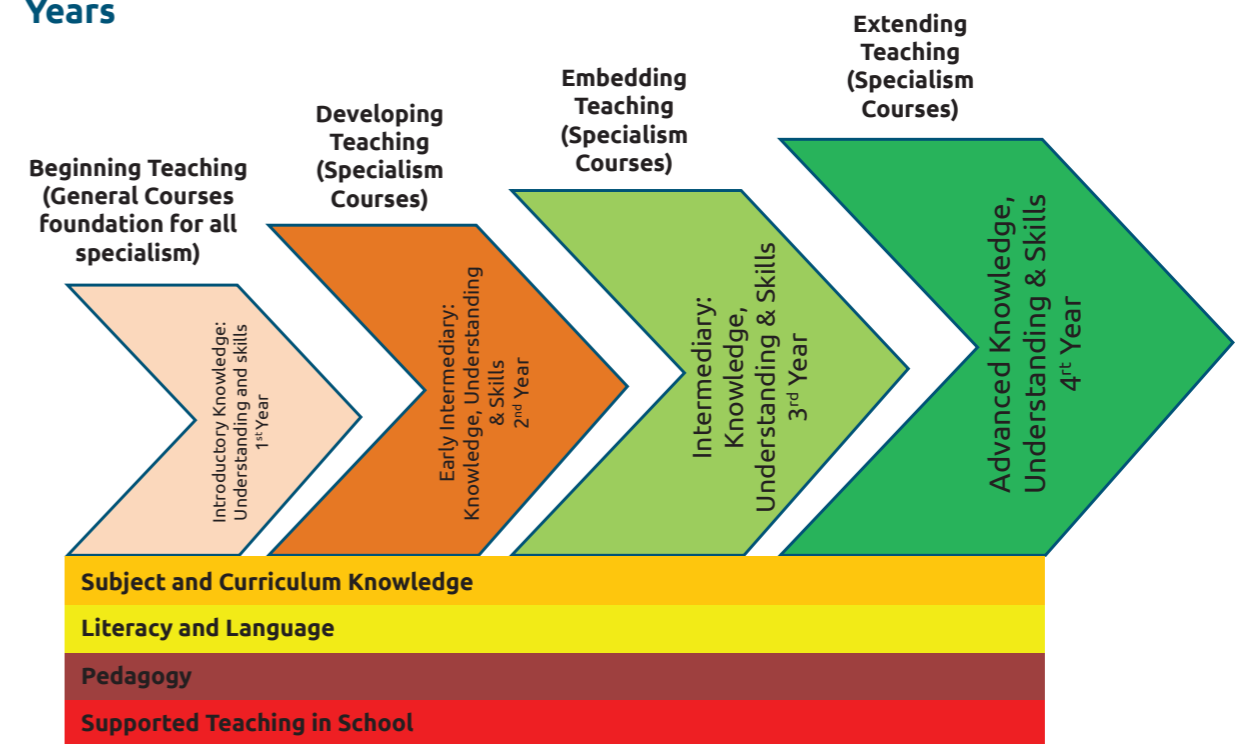 Years
Beginning Teaching
(General Courses
foundation for all
specialism)
Developing
Teaching
(Specialism
Courses)
Embedding
Teaching
(Specialism
Courses)
Extending
Teaching
(Specialism
Courses)
Introductory Knowledge:
Understanding and skills
1st Year
Early Intermediary:
Knowledge, Understanding
& Skills
2nd Year
Intermediary:
Knowledge,
Understanding & Skills
3rd Year
Advanced Knowledge,
Understanding & Skills
4rt Year
Subject and Curriculum Knowledge
Literacy and Language
Pedagogy
Supported Teaching in School